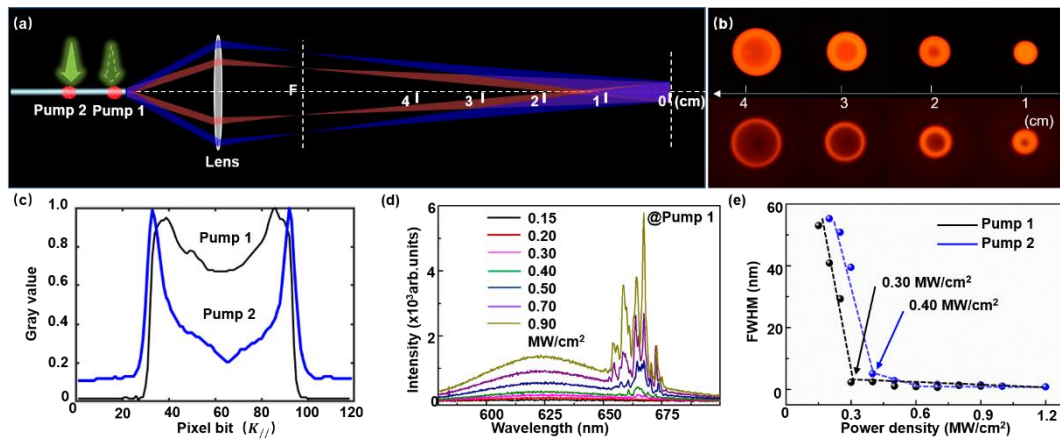 (a)
Pump 2
Pump 1
Lens
F
4
3
2
1
0
(cm)
(b)
4
3
2
1
(cm)
(c)
Gray value
1.0
0.8
0.6
0.4
0.2
0
Pump 1
Pump 2
0
20
40
60
80
100
120
Pixel bit (K//)
(d)
Intensity (x10³arb.units)
6
4
2
0
0.15
0.20
0.30
0.40
0.50
0.70
0.90
MW/cm²
@Pump 1
600
625
650
675
Wavelength (nm)
(e)
FWHM (nm)
60
40
20
0
Pump 1
Pump 2
0.30 MW/cm²
0.40 MW/cm²
0
0.3
0.6
0.9
1.2
Power density (MW/cm²)